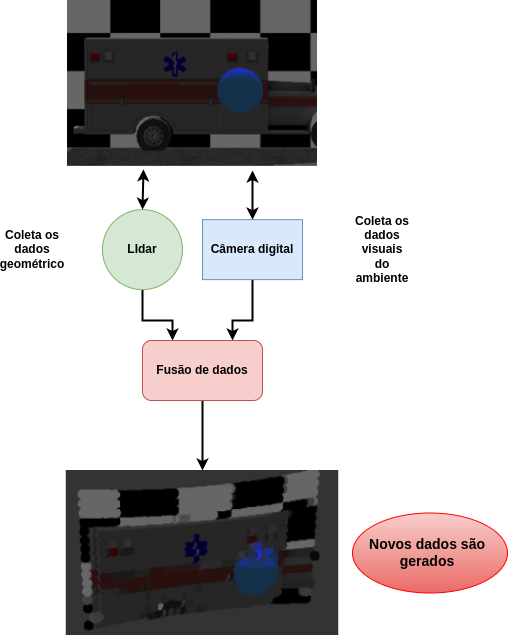 Coleta os
dados
geométrico
LIdar
Câmera digital
Coleta os
dados
visuais
do
ambiente
Fusão de dados
Novos dados são
gerados